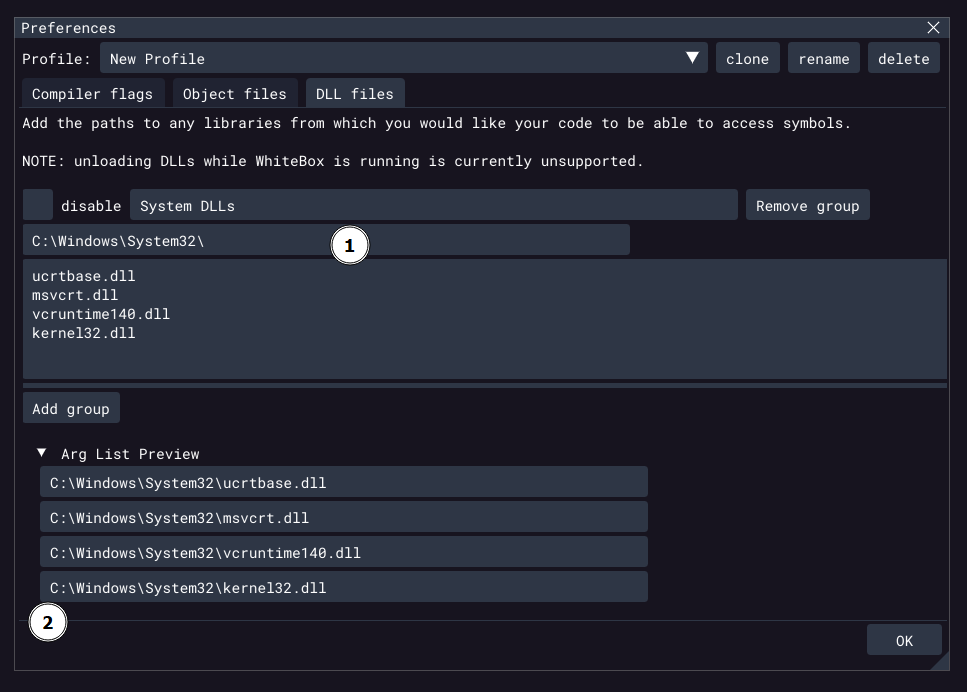 Preferences
Profile: New Profile clone rename delete
Compiler flags Object files DLL files
Add the paths to any libraries from which you would like your code to be able to access symbols.
NOTE: unloading DLLs while WhiteBox is running is currently unsupported.
disable System DLLs Remove group
C:\Windows\System32\
1
ucrtbase.dll
msvcrt.dll
vcruntime140.dll
kernel32.dll
Add group
Arg List Preview
C:\Windows\System32\ucrtbase.dll
C:\Windows\System32\msvcrt.dll
C:\Windows\System32\vcruntime140.dll
C:\Windows\System32\kernel32.dll
2
OK